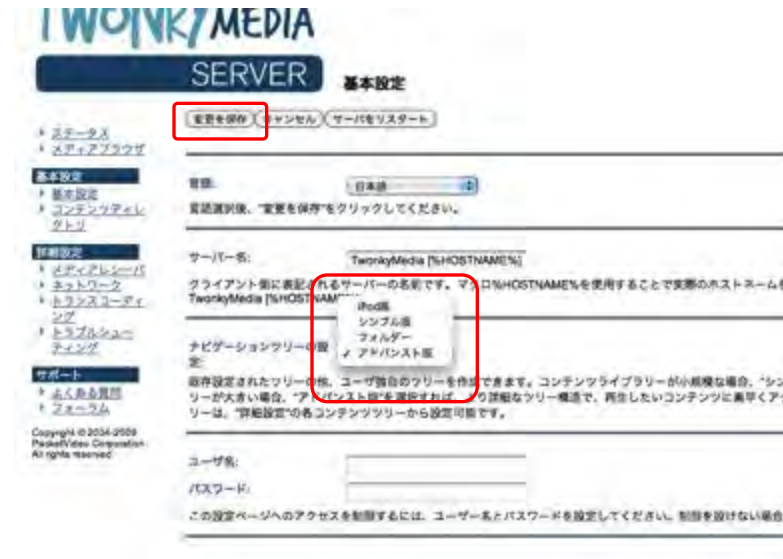 TWONKY MEDIA
SERVER 基本設定
変更を保存 キャンセル サーバをリスタート
ステータス
メディアブラウザ
基本設定
基本設定
コンテンツディレクトリ
詳細設定
メディアレシーバ
ネットワーク
トランスコーディング
トラブルシューティング
サポート
よくある質問
フォーラム
Copyright © 2004-2009
PacketVideo Corporation
All rights reserved
言語: 日本語
言語選択後、"変更を保存"をクリックしてください。
サーバー名: TwonkyMedia [%HOSTNAME%]
クライアント側に表記されるサーバーの名前です。マクロ%HOSTNAME%を使用することで実際のホストネームを
TwonkyMedia [%HOSTNAME%]
iPod版
シンプル版
フォルダー
✓ アドバンスト版
ナビゲーションツリーの設定:
既存設定されたツリーの他、ユーザ独自のツリーを作成できます。コンテンツライブラリーが小規模な場合、"シン
リーが大きい場合、"アドバンスト版"を選択すれば、より詳細なツリー構造で、再生したいコンテンツに素早くアク
リーは、"詳細設定"の各コンテンツツリーから設定可能です。
ユーザ名:
パスワード:
この設定ページへのアクセスを制限するには、ユーザー名とパスワードを設定してください。制限を設けない場合